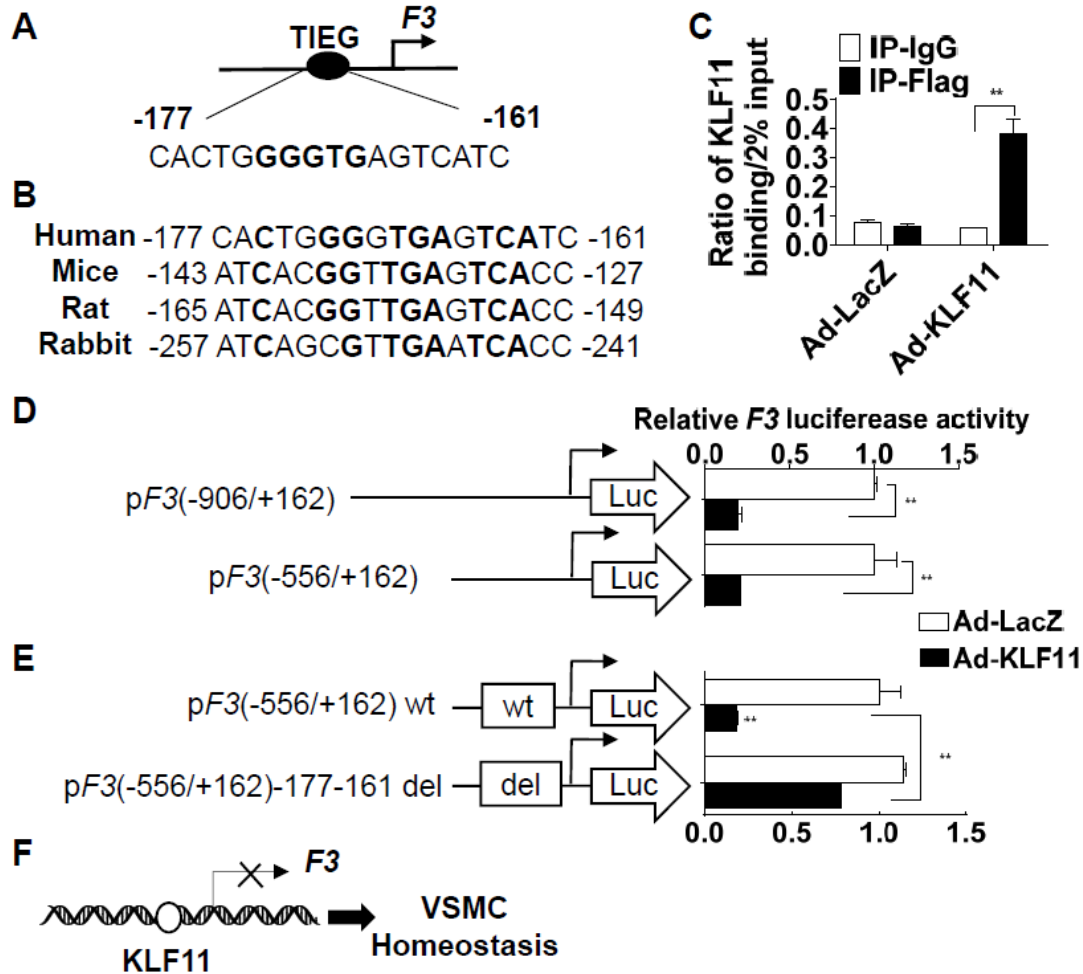 A
TIEG
F3
-177
-161
CACTGGGGTGAGTCATC
B
Human -177 CACTGGGGTGAGTCATC -161
Mice -143 ATCACGGTTGAGTCACC -127
Rat -165 ATCACGGTTGAGTCACC -149
Rabbit -257 ATCAGCGTTGAATCACC -241
C
IP-IgG
IP-Flag
Ratio of KLF11
binding/2% input
0.5
0.4
0.3
0.2
0.1
0.0
**
Ad-LacZ
Ad-KLF11
D
Relative F3 luciferease activity
0.0 0.5 1.0 1.5
pF3(-906/+162)
Luc
**
pF3(-556/+162)
Luc
**
Ad-LacZ
Ad-KLF11
E
pF3(-556/+162) wt
wt
Luc
**
**
pF3(-556/+162)-177-161 del
del
Luc
0.0 0.5 1.0 1.5
F
F3
KLF11
VSMC
Homeostasis